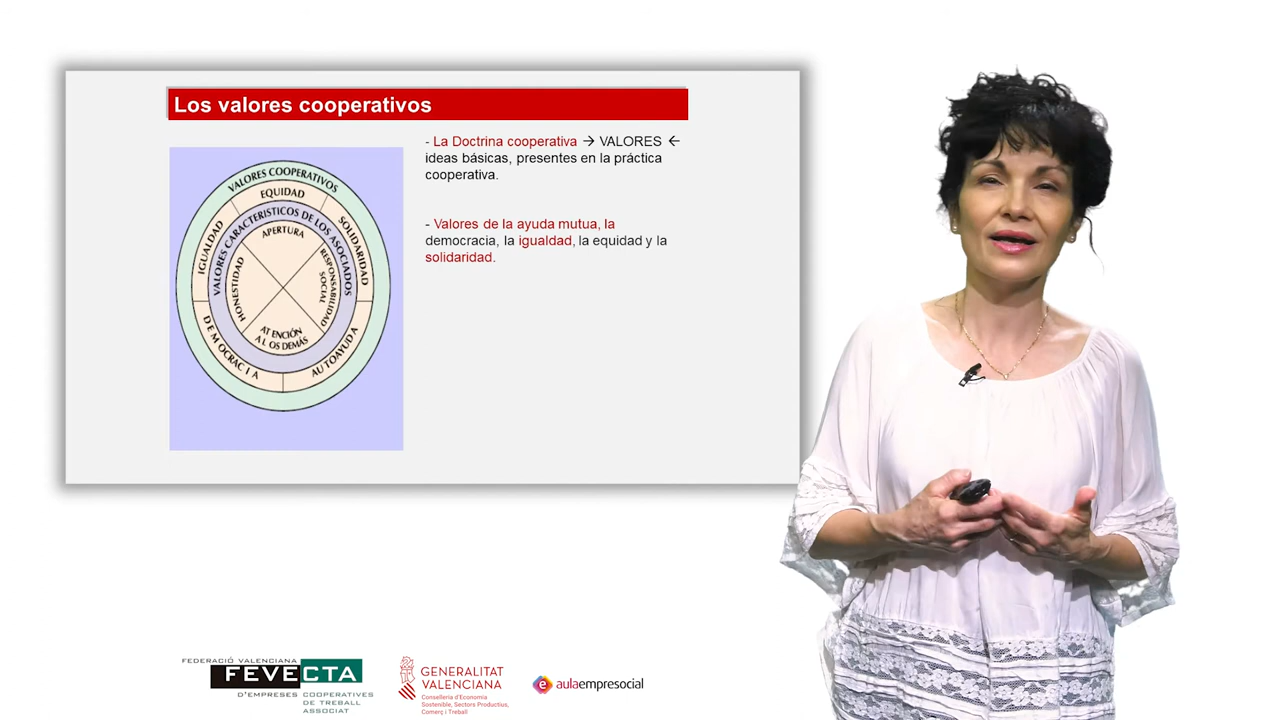 Los valores cooperativos
- La Doctrina cooperativa → VALORES ←
ideas básicas, presentes en la práctica
cooperativa.
- Valores de la ayuda mutua, la
democracia, la igualdad, la equidad y la
solidaridad.
VALORES COOPERATIVOS
EQUIDAD
IGUALDAD
SOLIDARIDAD
DEMOCRACIA
AUTOAYUDA
VALORES CARACTERISTICOS DE LOS ASOCIADOS
APERTURA
HONESTIDAD
RESPONSABILIDAD
SOCIAL
AT ENCIÓN
A L OS DEMÁS
FEDERACIÓ VALENCIANA
FEVECTA
D'EMPRESES COOPERATIVES
DE TREBALL
ASSOCIAT
GENERALITAT
VALENCIANA
Conselleria d'Economia
Sostenible, Sectors Productius,
Comerç i Treball
e aulaempresocial